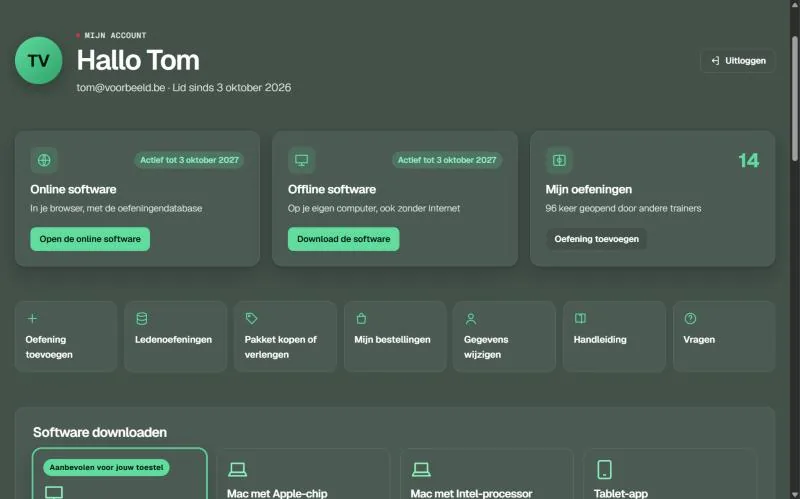 MIJN ACCOUNT
TV
Hallo Tom
tom@voorbeeld.be · Lid sinds 3 oktober 2026
Uitloggen
Actief tot 3 oktober 2027
Online software
In je browser, met de oefeningendatabase
Open de online software
Actief tot 3 oktober 2027
Offline software
Op je eigen computer, ook zonder internet
Download de software
14
Mijn oefeningen
96 keer geopend door andere trainers
Oefening toevoegen
Oefening
toevoegen
Ledenoefeningen
Pakket kopen of
verlengen
Mijn bestellingen
Gegevens
wijzigen
Handleiding
Vragen
Software downloaden
Aanbevolen voor jouw toestel
Mac met Apple-chip
Mac met Intel-processor
Tablet-app